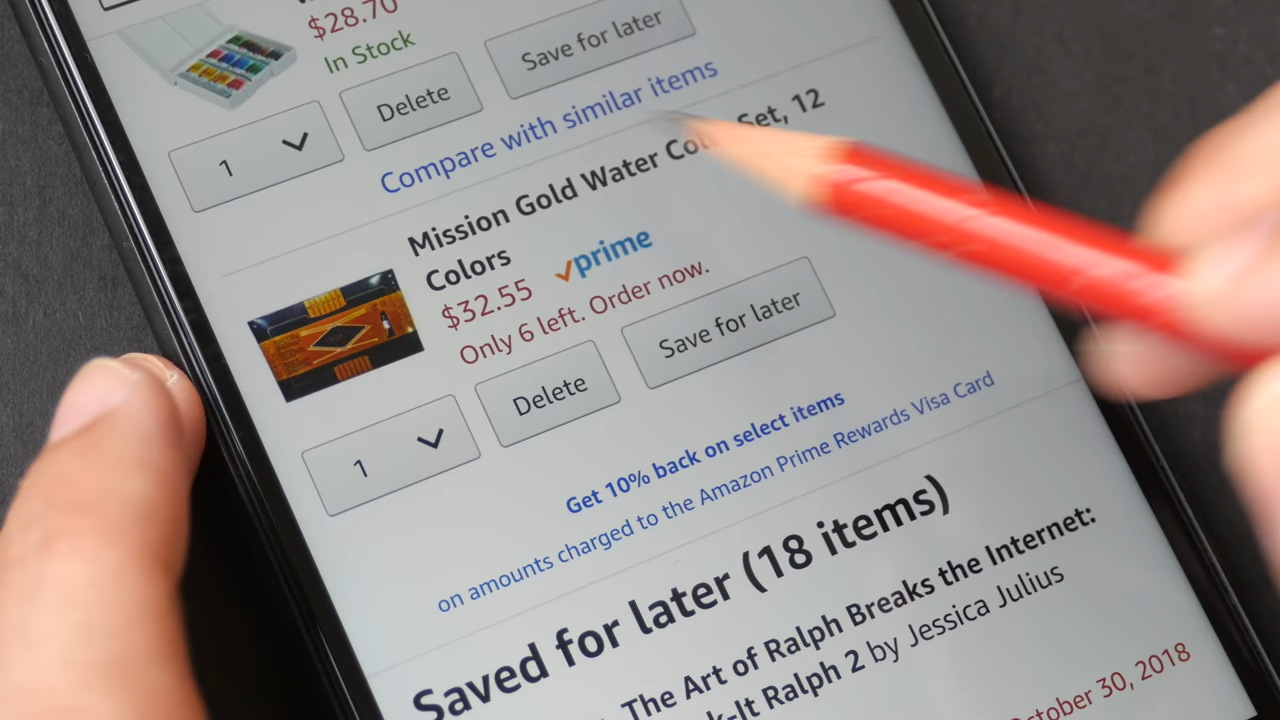 $28.70
In Stock
1
Delete
Save for later
Compare with similar items
Mission Gold Water Set, 12
Colors
$32.55 prime
Only 6 left. Order now.
1
Delete
Save for later
Get 10% back on select items
on amounts charged to the Amazon Prime Rewards Visa Card
Saved for later (18 items)
The Art of Ralph Breaks the Internet:
k-It Ralph 2 by Jessica Julius
October 30, 2018